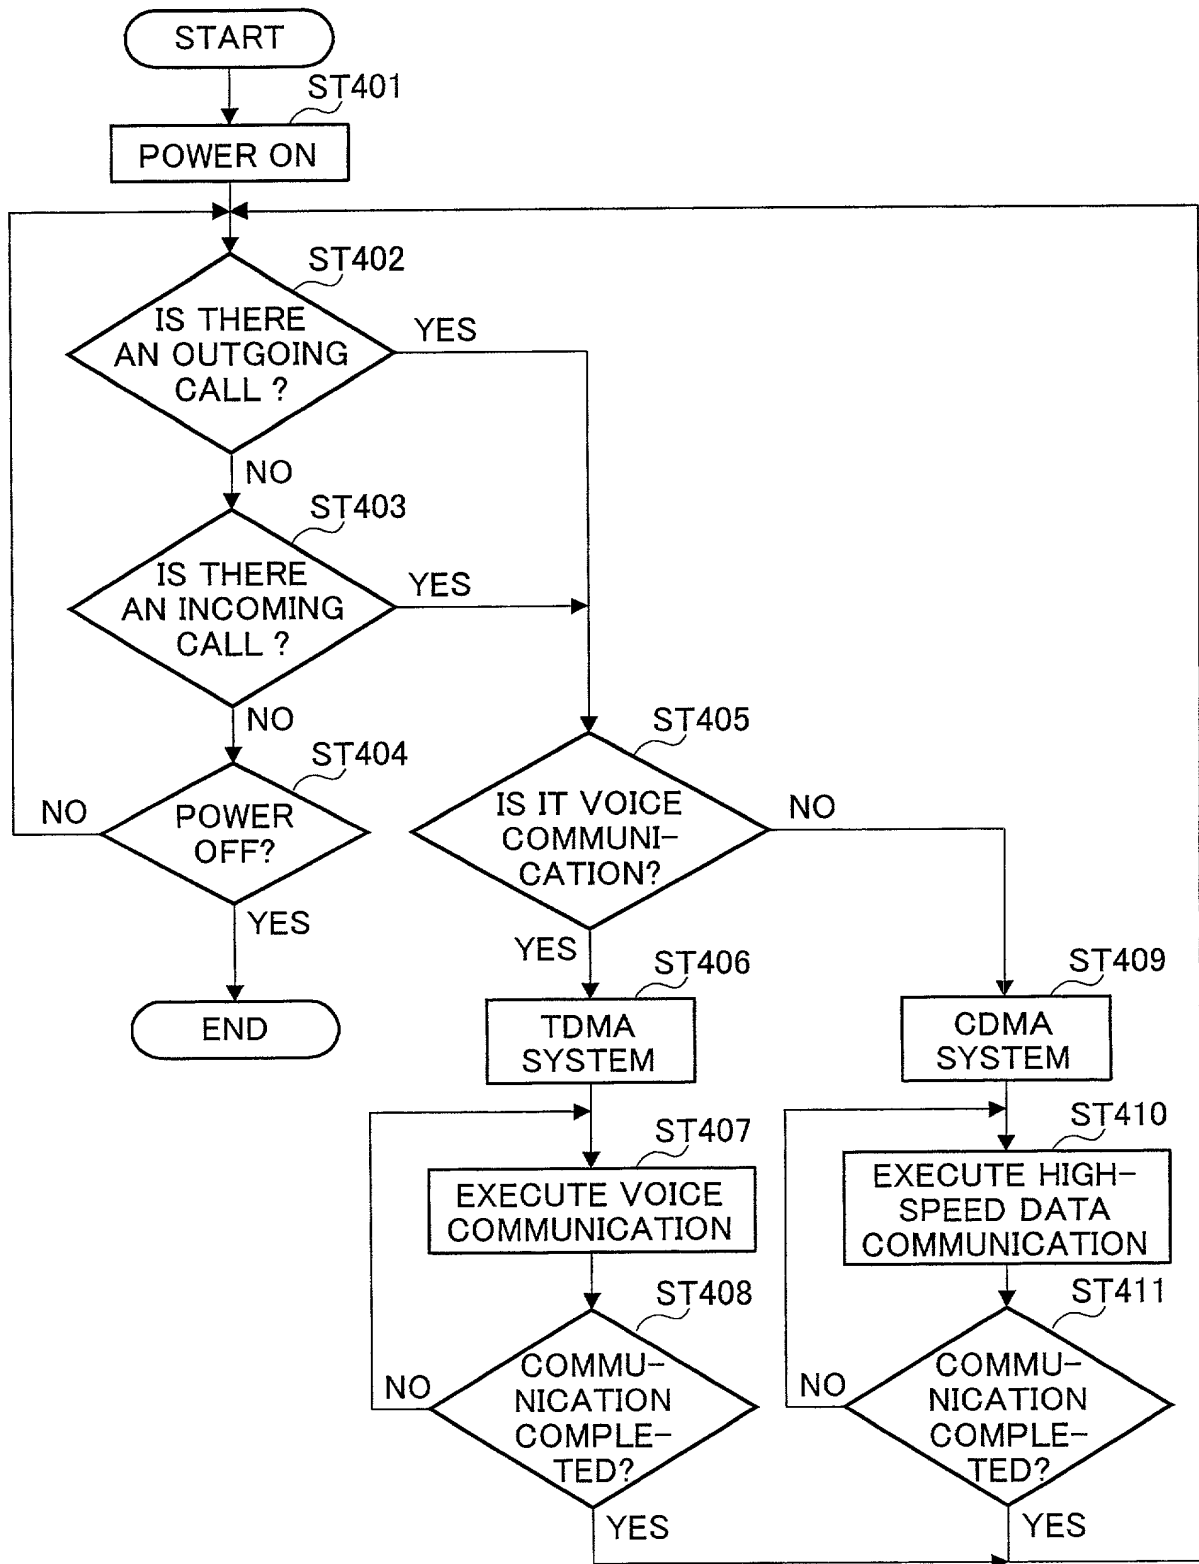 START
ST401
POWER ON
ST402
IS THERE
AN OUTGOING
CALL ?
YES
NO
ST403
IS THERE
AN INCOMING
CALL ?
YES
NO
ST404
POWER
OFF?
NO
YES
END
ST405
IS IT VOICE
COMMUNI-
CATION?
NO
YES
ST406
TDMA
SYSTEM
ST407
EXECUTE VOICE
COMMUNICATION
ST408
COMMU-
NICATION
COMPLE-
TED?
NO
YES
ST409
CDMA
SYSTEM
ST410
EXECUTE HIGH-
SPEED DATA
COMMUNICATION
ST411
COMMU-
NICATION
COMPLE-
TED?
NO
YES